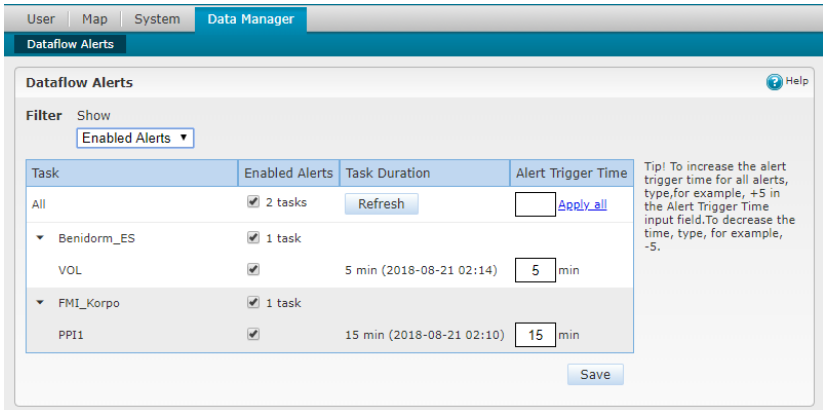 User Map System Data Manager
Dataflow Alerts
Dataflow Alerts
Help
Filter Show
Enabled Alerts
Task Enabled Alerts Task Duration Alert Trigger Time
All 2 tasks Refresh Apply all
Benidorm_ES 1 task
VOL 5 min (2018-08-21 02:14) 5 min
FMI_Korpo 1 task
PPI1 15 min (2018-08-21 02:10) 15 min
Save
Tip! To increase the alert
trigger time for all alerts,
type,for example, +5 in
the Alert Trigger Time
input field.To decrease the
time, type, for example,
-5.